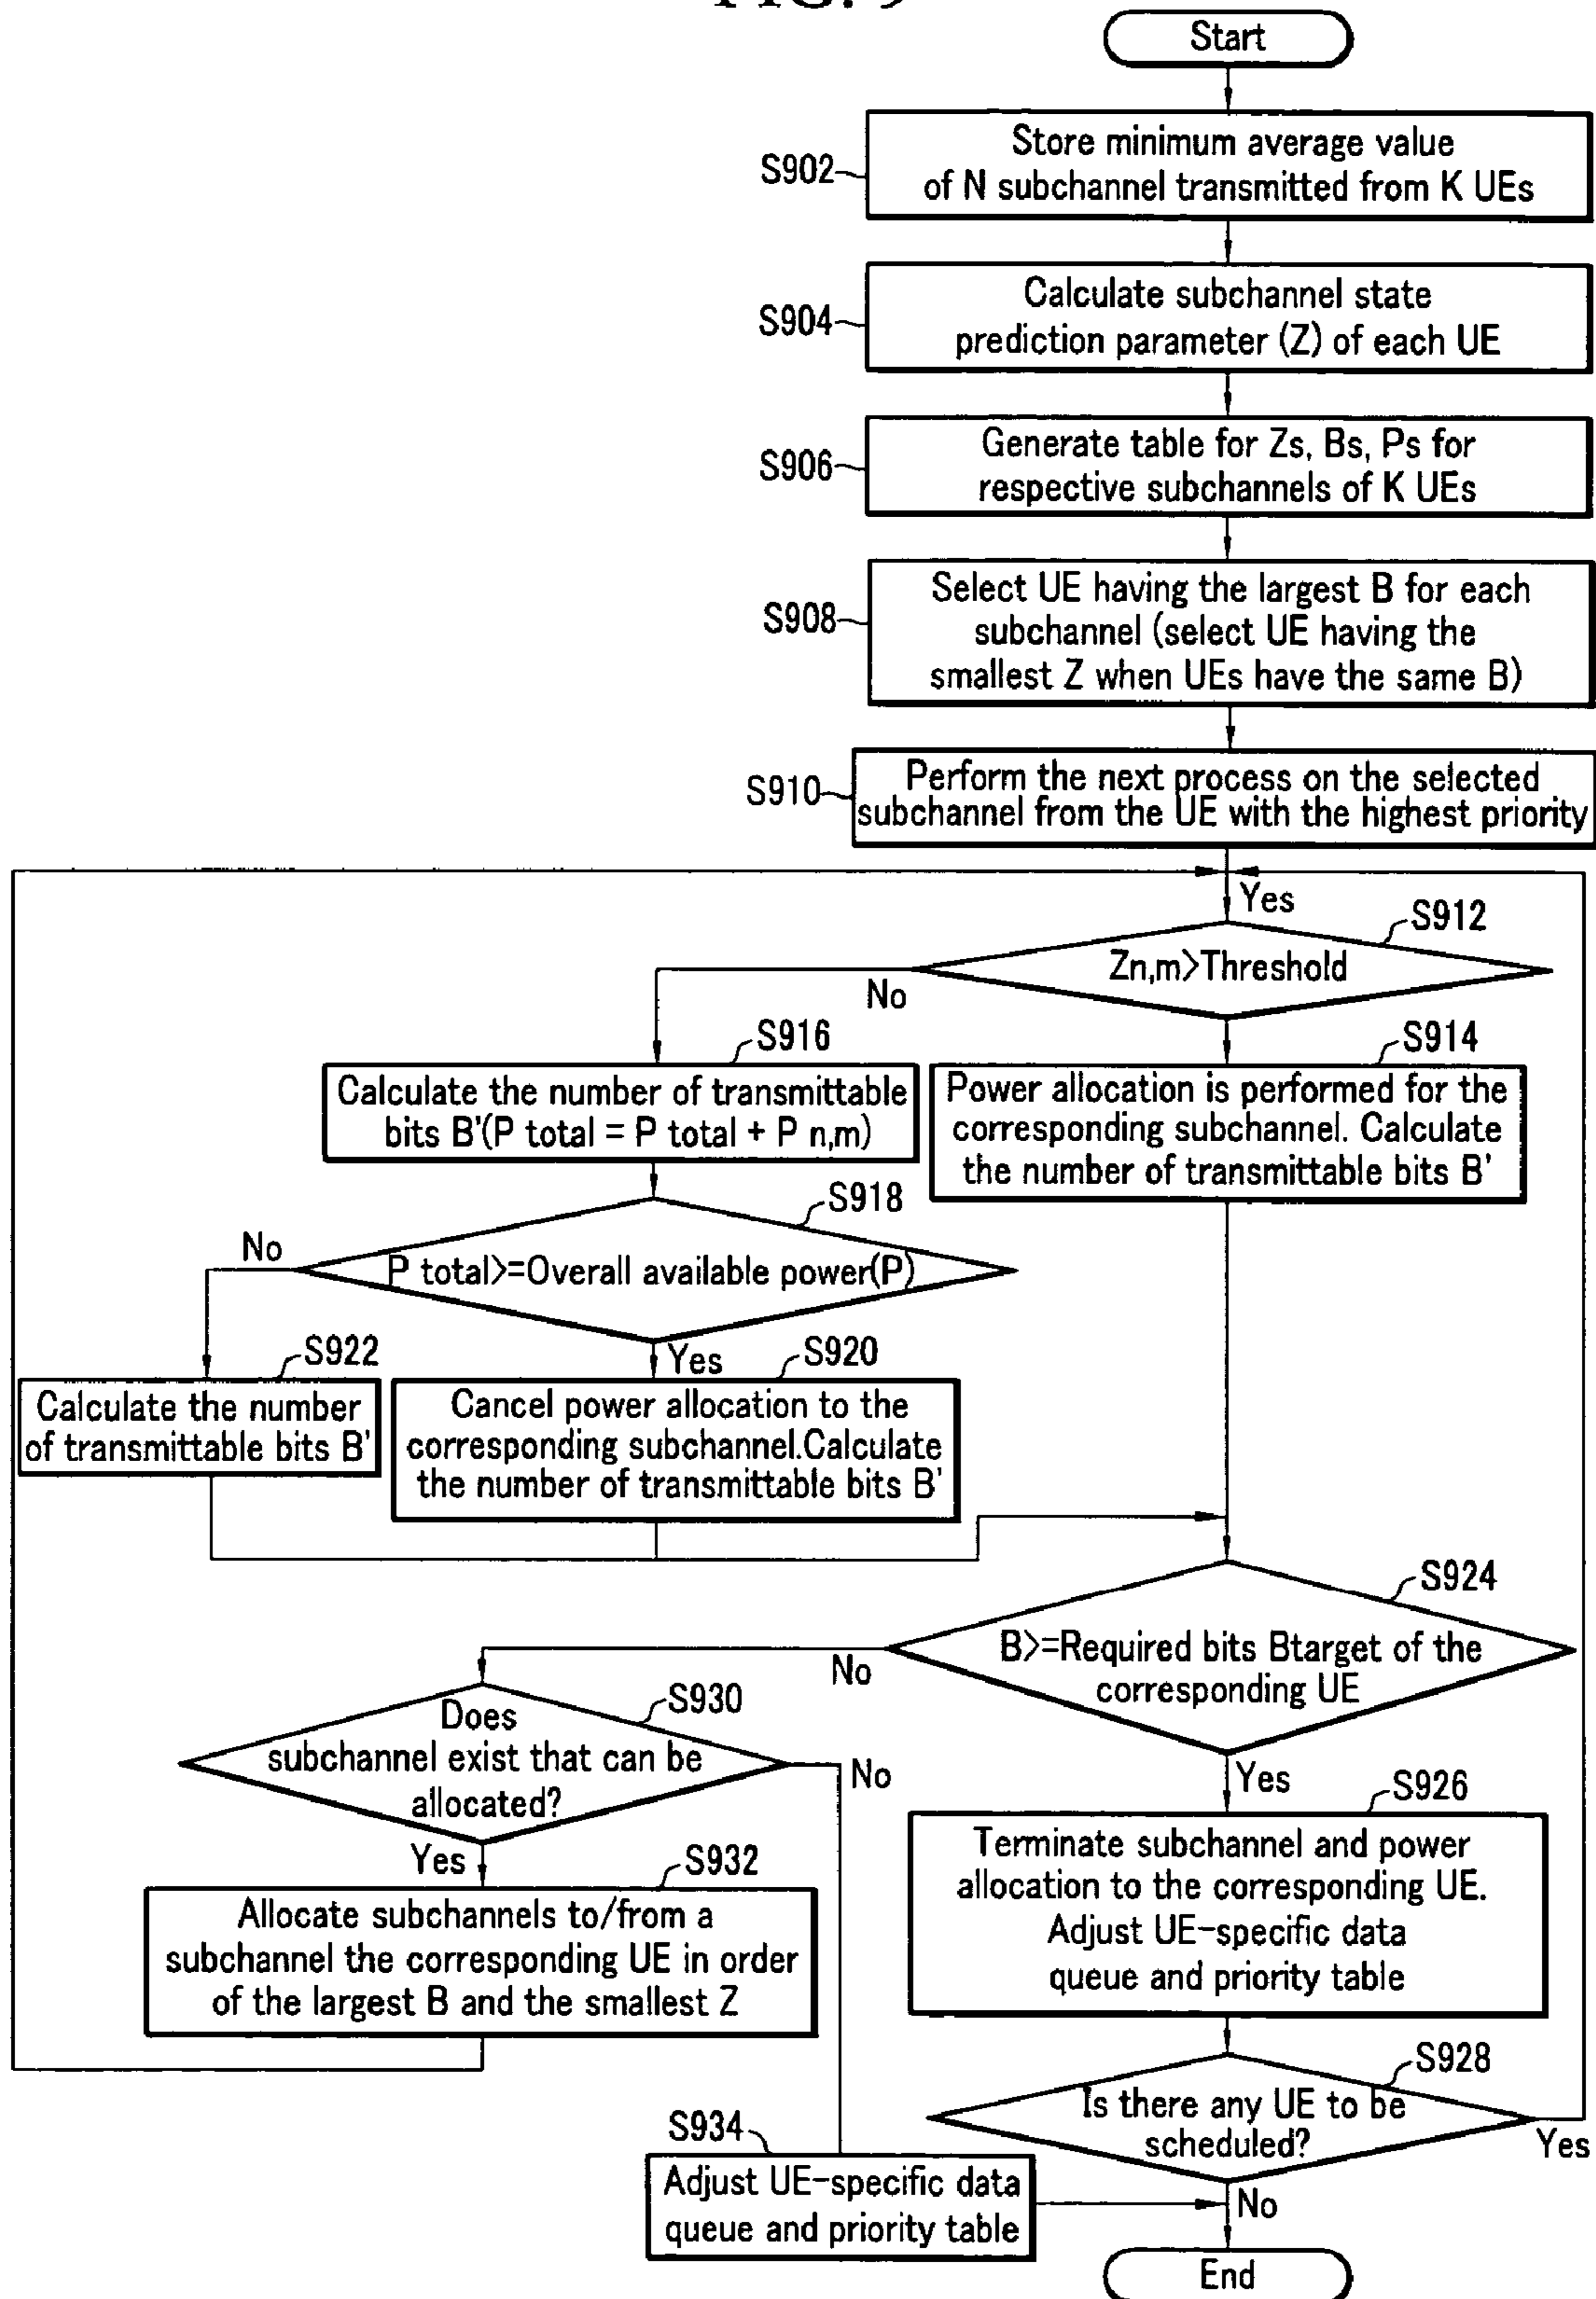 FIG. 9
Start
S902
Store minimum average value
of N subchannel transmitted from K UEs
S904
Calculate subchannel state
prediction parameter (Z) of each UE
S906
Generate table for Zs, Bs, Ps for
respective subchannels of K UEs
S908
Select UE having the largest B for each
subchannel (select UE having the
smallest Z when UEs have the same B)
S910
Perform the next process on the selected
subchannel from the UE with the highest priority
Yes
S912
Zn,m>Threshold
No
S916
Calculate the number of transmittable
bits B'(P total = P total + P n,m)
S914
Power allocation is performed for the
corresponding subchannel. Calculate
the number of transmittable bits B'
S918
P total>=Overall available power(P)
No
Yes
S922
Calculate the number
of transmittable bits B'
S920
Cancel power allocation to the
corresponding subchannel.Calculate
the number of transmittable bits B'
S924
B>=Required bits Btarget of the
corresponding UE
No
Yes
S930
Does
subchannel exist that can be
allocated?
No
Yes
S926
Terminate subchannel and power
allocation to the corresponding UE.
Adjust UE-specific data
queue and priority table
S932
Allocate subchannels to/from a
subchannel the corresponding UE in order
of the largest B and the smallest Z
S928
Is there any UE to be
scheduled?
Yes
No
S934
Adjust UE-specific data
queue and priority table
End